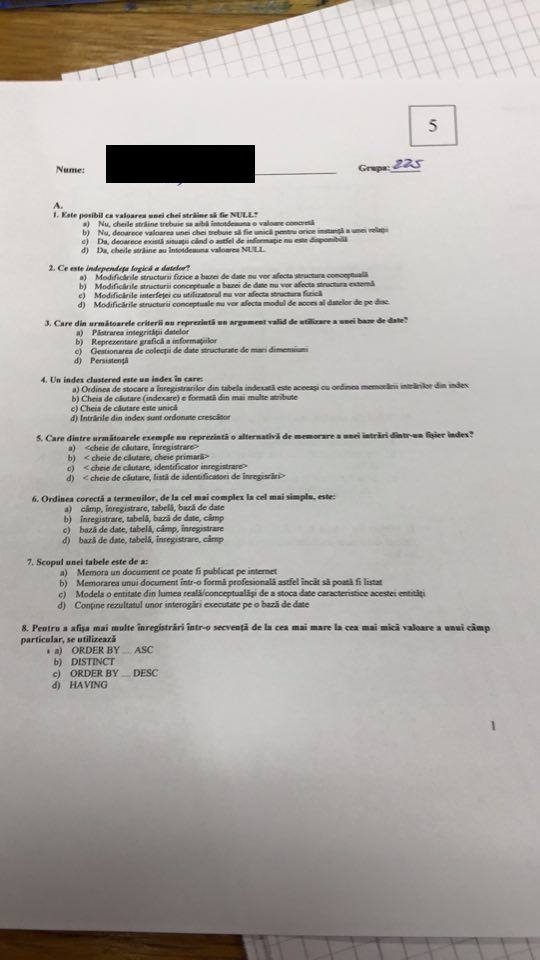 5
Nume:
Grupa: 225
A.
1. Este posibil ca valoarea unei chei străine să fie NULL?
a) Nu, cheile străine trebuie sa aibă întotdeauna o valoare concretă
b) Nu, deoarece valoarea unei chei trebuie să fie unică pentru orice instanţă a unei relaţii
c) Da, deoarece există situaţii când o astfel de informaţie nu este disponibilă
d) Da, cheile străine au întotdeauna valoarea NULL.
2. Ce este independeţa logică a datelor?
a) Modificările structurii fizice a bazei de date nu vor afecta structura conceptuală
b) Modificările structurii conceptuale a bazei de date nu vor afecta structura externă
c) Modificările interfeţei cu utilizatorul nu vor afecta structura fizică
d) Modificările structurii conceptuale nu vor afecta modul de acces al datelor de pe disc.
3. Care din următoarele criterii nu reprezintă un argument valid de utilizare a unei baze de date?
a) Păstrarea integrităţii datelor
b) Reprezentare grafică a informaţiilor
c) Gestionarea de colecţii de date structurate de mari dimensiuni
d) Persistenţă
4. Un index clustered este un index în care:
a) Ordinea de stocare a înregistrarilor din tabela indexată este aceeaşi cu ordinea memorării intrărilor din index
b) Cheia de căutare (indexare) e formată din mai multe atribute
c) Cheia de căutare este unică
d) Intrările din index sunt ordonate crescător
5. Care dintre următoarele exemple nu reprezintă o alternativă de memorare a unei intrări dintr-un fişier index?
a) <cheie de căutare, înregistrare>
b) < cheie de căutare, cheie primară>
c) < cheie de căutare, identificator inregistrare>
d) < cheie de căutare, listă de identificatori de înregisrări>
6. Ordinea corectă a termenilor, de la cel mai complex la cel mai simplu, este:
a) câmp, înregistrare, tabelă, bază de date
b) înregistrare, tabelă, bază de date, câmp
c) bază de date, tabelă, câmp, înregistrare
d) bază de date, tabelă, înregistrare, câmp
7. Scopul unei tabele este de a:
a) Memora un document ce poate fi publicat pe internet
b) Memorarea unui document într-o formă profesională astfel încât să poată fi listat
c) Modela o entitate din lumea reală/conceptualăşi de a stoca date caracteristice acestei entităţi
d) Conţine rezultatul unor interogări executate pe o bază de date
8. Pentru a afişa mai multe înregistrări într-o secvenţă de la cea mai mare la cea mai mică valoare a unui câmp
particular, se utilizează
a) ORDER BY ... ASC
b) DISTINCT
c) ORDER BY ... DESC
d) HAVING
1